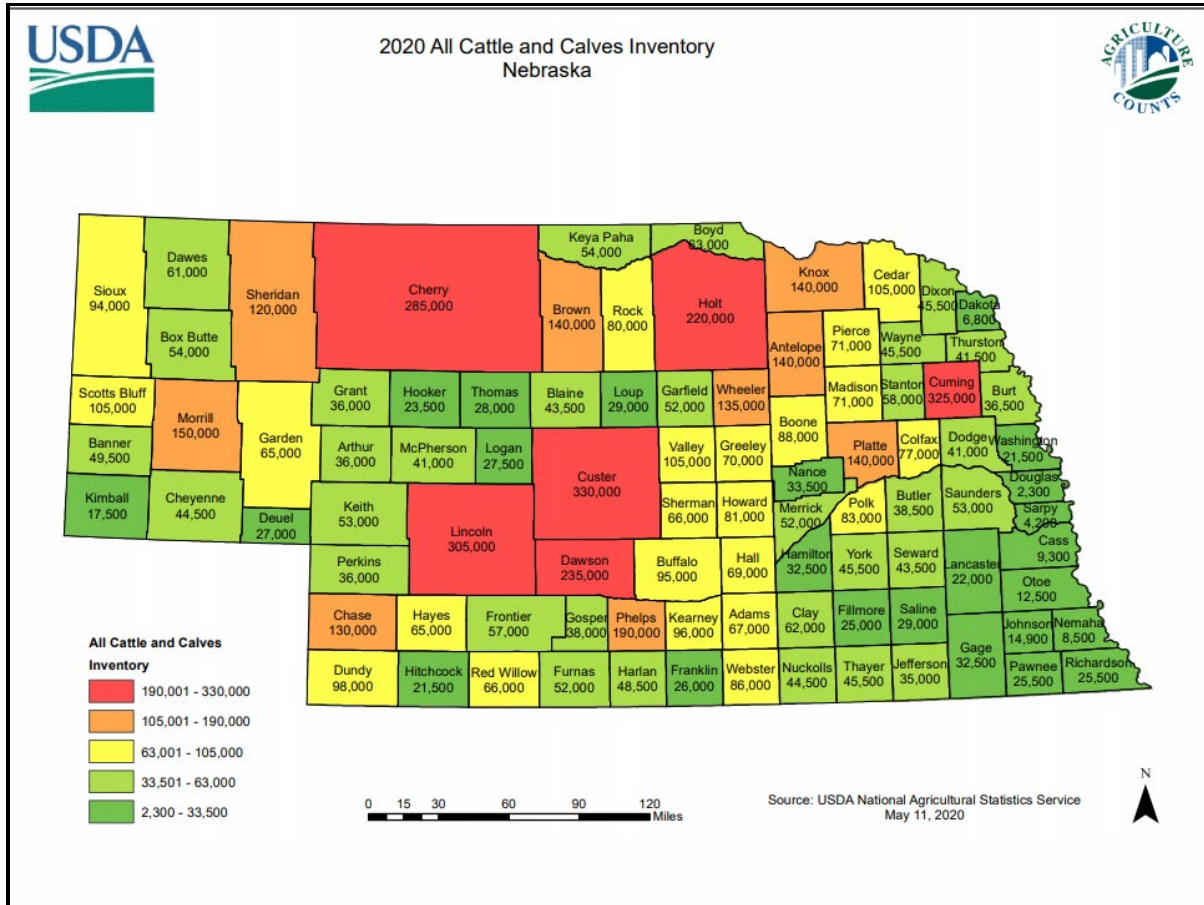 USDA
2020 All Cattle and Calves Inventory
Nebraska
AGRICULTURE
COUNTS
Sioux
94,000
Dawes
61,000
Box Butte
54,000
Sheridan
120,000
Cherry
285,000
Keya Paha
54,000
Boyd
63,000
Brown
140,000
Rock
80,000
Holt
220,000
Knox
140,000
Cedar
105,000
Dixon
45,500
Dakota
6,800
Antelope
140,000
Pierce
71,000
Wayne
45,500
Thurston
41,500
Scotts Bluff
105,000
Banner
49,500
Kimball
17,500
Morrill
150,000
Cheyenne
44,500
Garden
65,000
Deuel
27,000
Grant
36,000
Hooker
23,500
Thomas
28,000
Blaine
43,500
Loup
29,000
Garfield
52,000
Wheeler
135,000
Madison
71,000
Stanton
58,000
Cuming
325,000
Burt
36,500
Arthur
36,000
McPherson
41,000
Logan
27,500
Custer
330,000
Valley
105,000
Greeley
70,000
Boone
88,000
Platte
140,000
Colfax
77,000
Dodge
41,000
Washington
21,500
Nance
33,500
Douglas
2,300
Sarpy
4,200
Keith
53,000
Lincoln
305,000
Sherman
66,000
Howard
81,000
Merrick
52,000
Polk
83,000
Butler
38,500
Saunders
53,000
Cass
9,300
Perkins
36,000
Dawson
235,000
Buffalo
95,000
Hall
69,000
Hamilton
32,500
York
45,500
Seward
43,500
Lancaster
22,000
Otoe
12,500
Chase
130,000
Hayes
65,000
Frontier
57,000
Gosper
38,000
Phelps
190,000
Kearney
96,000
Adams
67,000
Clay
62,000
Fillmore
25,000
Saline
29,000
Gage
32,500
Johnson
14,900
Nemaha
8,500
Dundy
98,000
Hitchcock
21,500
Red Willow
66,000
Furnas
52,000
Harlan
48,500
Franklin
26,000
Webster
86,000
Nuckolls
44,500
Thayer
45,500
Jefferson
35,000
Pawnee
25,500
Richardson
25,500
All Cattle and Calves
Inventory
190,001 - 330,000
105,001 - 190,000
63,001 - 105,000
33,501 - 63,000
2,300 - 33,500
0 15 30 60 90 120
Miles
Source: USDA National Agricultural Statistics Service
May 11, 2020
N